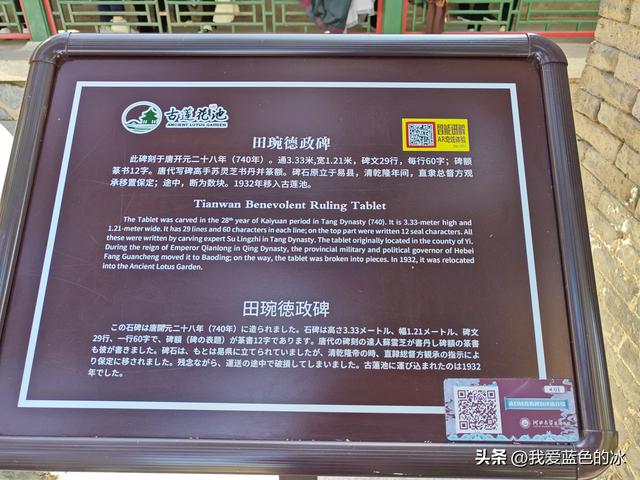 古莲花池
ANCIENT LOTUS GARDEN
田琬德政碑
智能讲解
AR奇炫体验
此碑刻于唐开元二十八年（740年）。通3.33米,宽1.21米，碑文29行，每行60字；碑额
篆书12字。唐代写碑高手苏灵芝书丹并篆额。碑石原立于易县，清乾隆年间，直隶总督方观
承移置保定；途中，断为数块。1932年移入古莲池。
Tianwan Benevolent Ruling Tablet
The Tablet was carved in the 28th year of Kaiyuan period in Tang Dynasty (740). It is 3.33-meter high and
1.21-meter wide. It has 29 lines and 60 characters in each line; on the top part were written 12 seal characters. All
these were written by carving expert Su Lingzhi in Tang Dynasty. The tablet originally located in the county of Yi.
During the reign of Emperor Qianlong in Qing Dynasty, the provincial military and political governor of Hebei
Fang Guancheng moved it to Baoding; on the way, the tablet was broken into pieces. In 1932, it was relocated
into the Ancient Lotus Garden.
田琬徳政碑
この石碑は唐開元二十八年（740年）に造られました。石碑は高さ3.33メートル、幅1.21メートル、碑文
29行、一行60字で、碑額（碑の表題）が篆書12字であります。唐代の碑刻の達人蘇霊芝が書丹し碑額の篆書
も彼が書きました。碑石は、もとは易県に立てられていましたが、清乾隆帝の時、直隷総督方観承の指示によ
り保定に移されました。残念ながら、運送の途中で破損してしまいました。古蓮池に運び込まれたのは1932
年でした。
头条 @我爱蓝色的冰